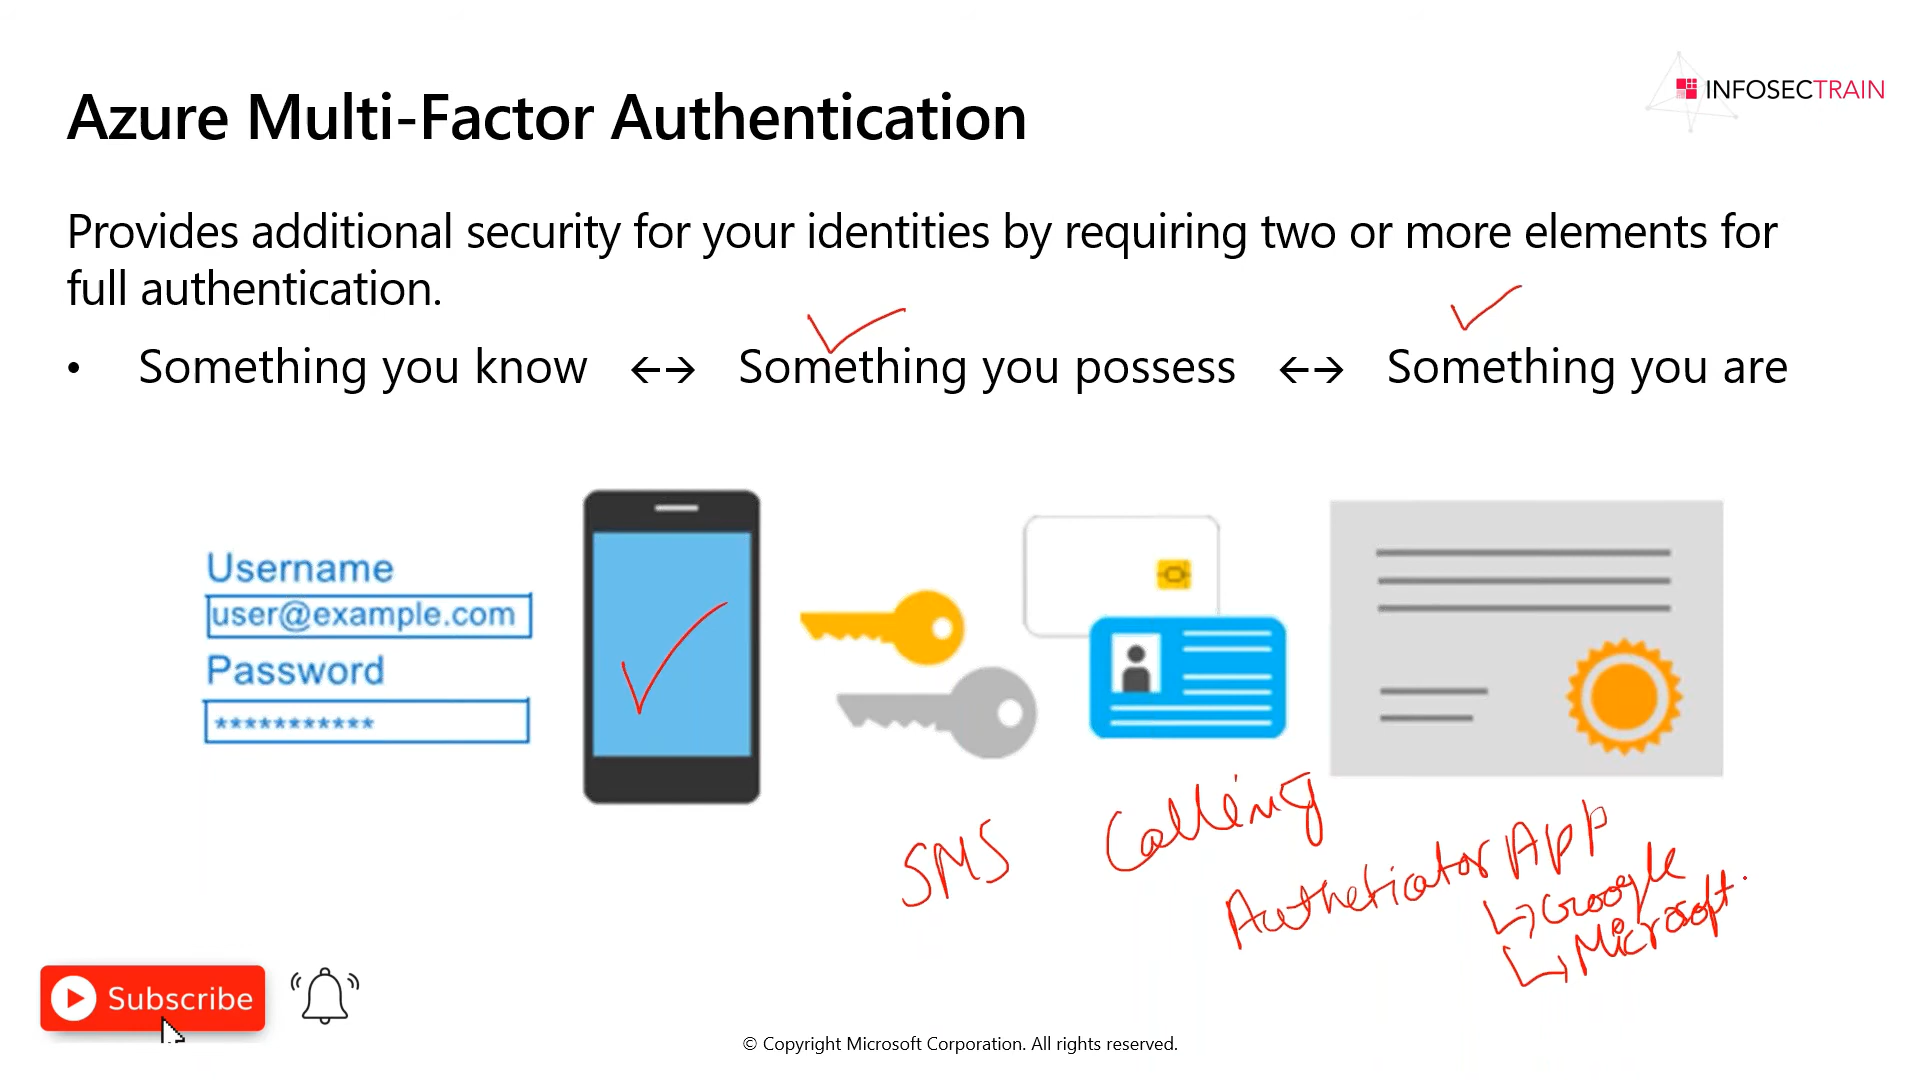 INFOSECTRAIN
Azure Multi-Factor Authentication
Provides additional security for your identities by requiring two or more elements for
full authentication.
• Something you know ←→ Something you possess ←→ Something you are
Username
user@example.com
Password
***********
SMS
Calling
Autheticator App
↳ Google
↳ Microsoft.
Subscribe
© Copyright Microsoft Corporation. All rights reserved.